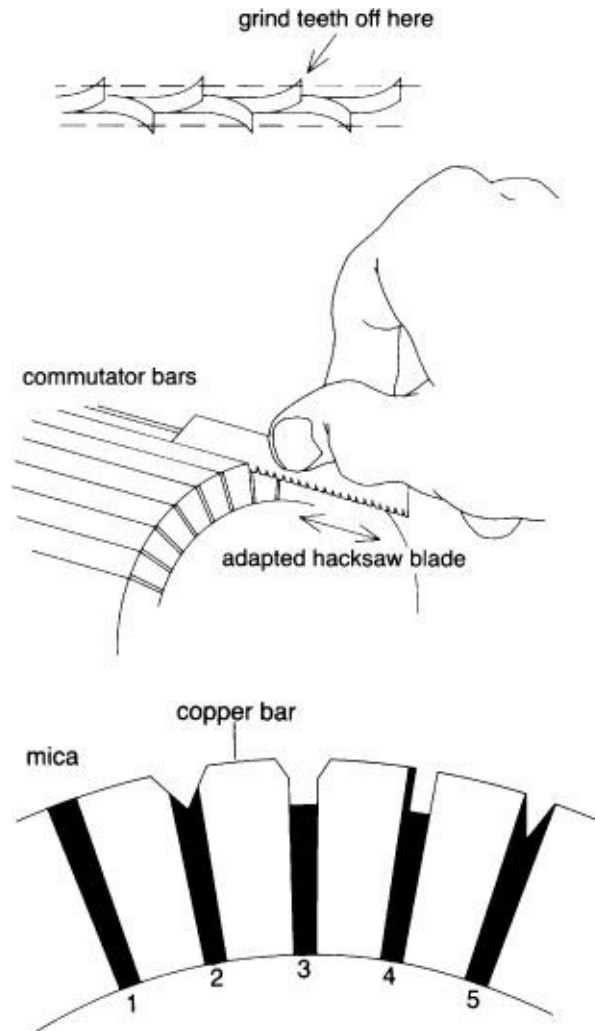 grind teeth off here
commutator bars
adapted hacksaw blade
copper bar
mica
1
2
3
4
5